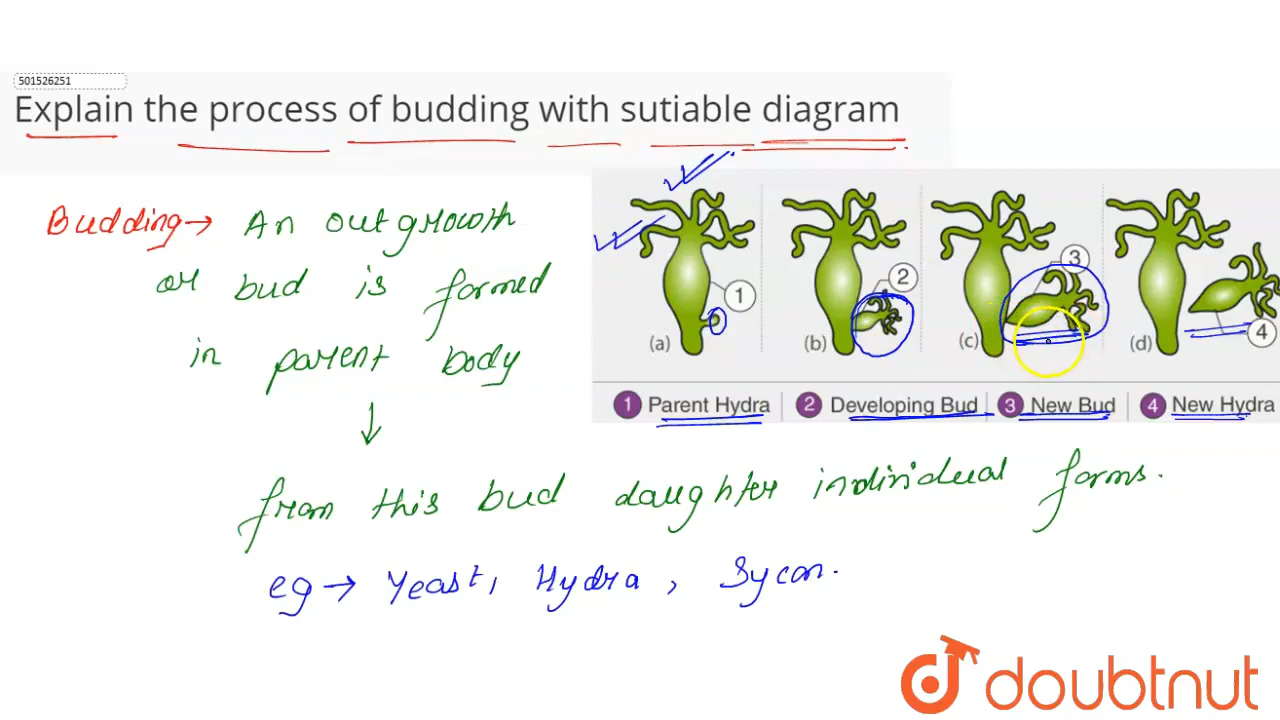 501526251
Explain the process of budding with sutiable diagram
Budding → An outgrowth
or bud is formed
in parent body
↓
from this bud daughter individual forms.
eg → Yeast, Hydra, Sycon.
1
2
3
4
(a)
(b)
(c)
(d)
1 Parent Hydra
2 Developing Bud
3 New Bud
4 New Hydra
doubtnut